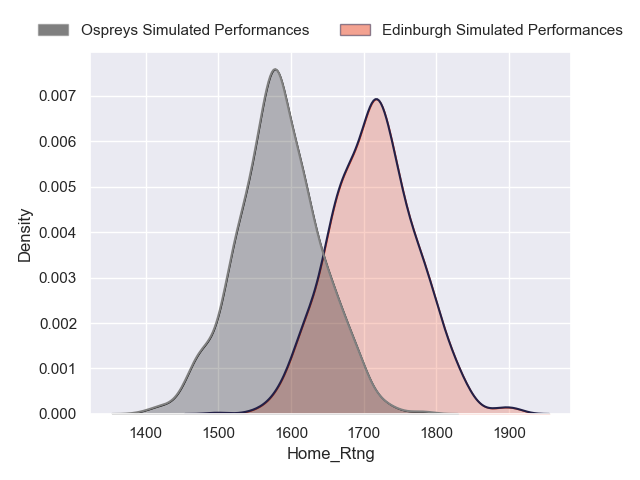 Ospreys Simulated Performances
Edinburgh Simulated Performances
0.007
0.006
0.005
0.004
0.003
0.002
0.001
0.000
Density
1400 1500 1600 1700 1800 1900
Home_Rtng